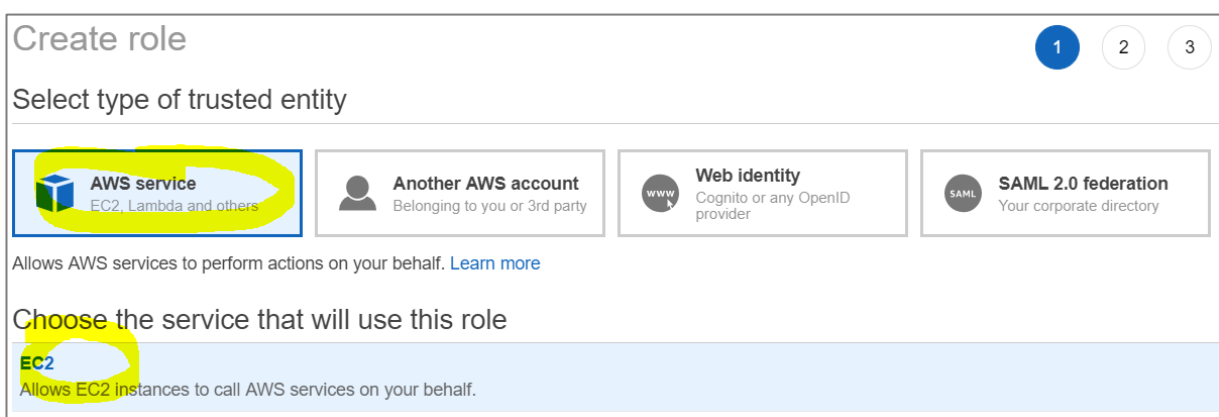 Create role
1 2 3
Select type of trusted entity
AWS service
EC2, Lambda and others
Another AWS account
Belonging to you or 3rd party
www
Web identity
Cognito or any OpenID
provider
SAML
SAML 2.0 federation
Your corporate directory
Allows AWS services to perform actions on your behalf. Learn more
Choose the service that will use this role
EC2
Allows EC2 instances to call AWS services on your behalf.